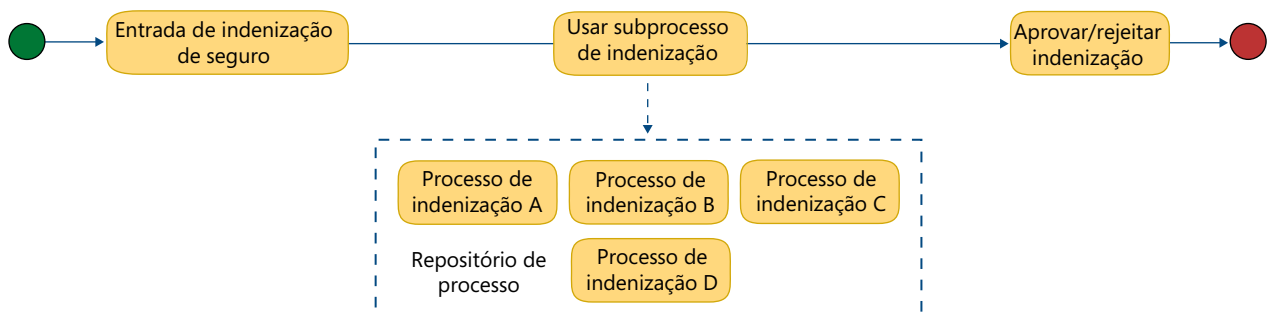 Entrada de indenização
de seguro
Usar subprocesso
de indenização
Aprovar/rejeitar
indenização
Processo de
indenização A
Processo de
indenização B
Processo de
indenização C
Repositório de
processo
Processo de
indenização D